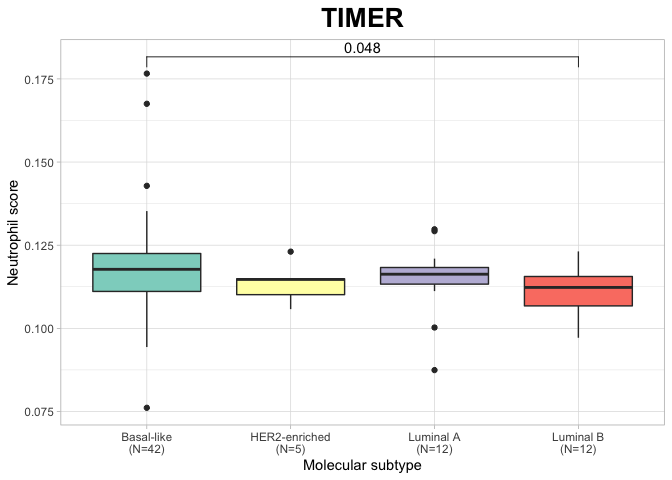 TIMER
0.048
0.175
0.150
0.125
0.100
0.075
Neutrophil score
Basal-like
(N=42)
HER2-enriched
(N=5)
Luminal A
(N=12)
Luminal B
(N=12)
Molecular subtype